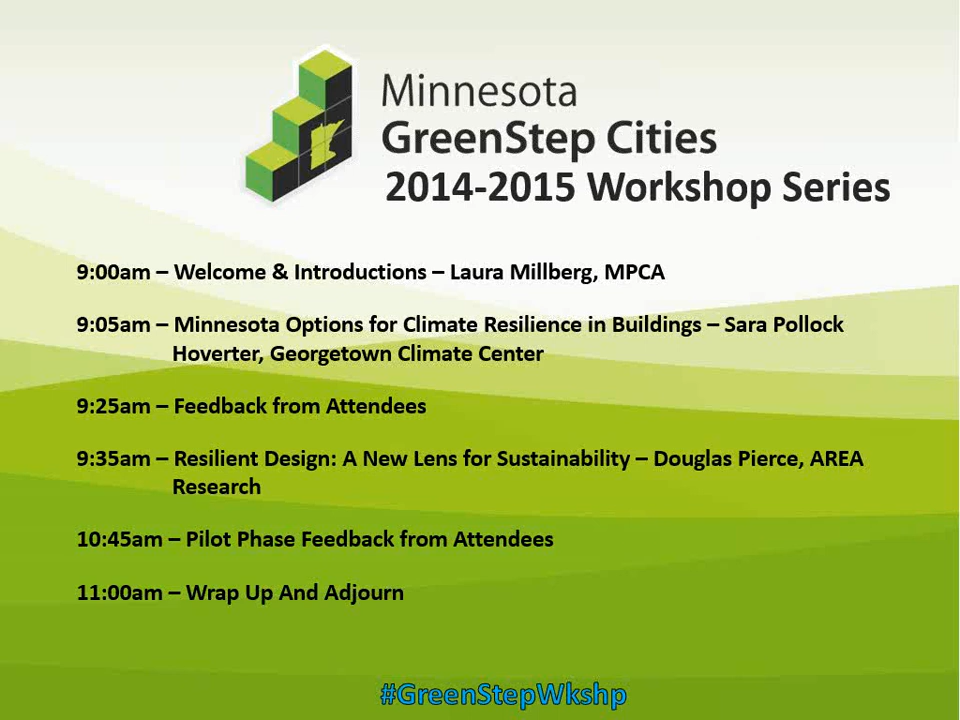 Minnesota
GreenStep Cities
2014-2015 Workshop Series
9:00am – Welcome & Introductions – Laura Millberg, MPCA
9:05am – Minnesota Options for Climate Resilience in Buildings – Sara Pollock
Hoverter, Georgetown Climate Center
9:25am – Feedback from Attendees
9:35am – Resilient Design: A New Lens for Sustainability – Douglas Pierce, AREA
Research
10:45am – Pilot Phase Feedback from Attendees
11:00am – Wrap Up And Adjourn
#GreenStepWkshp